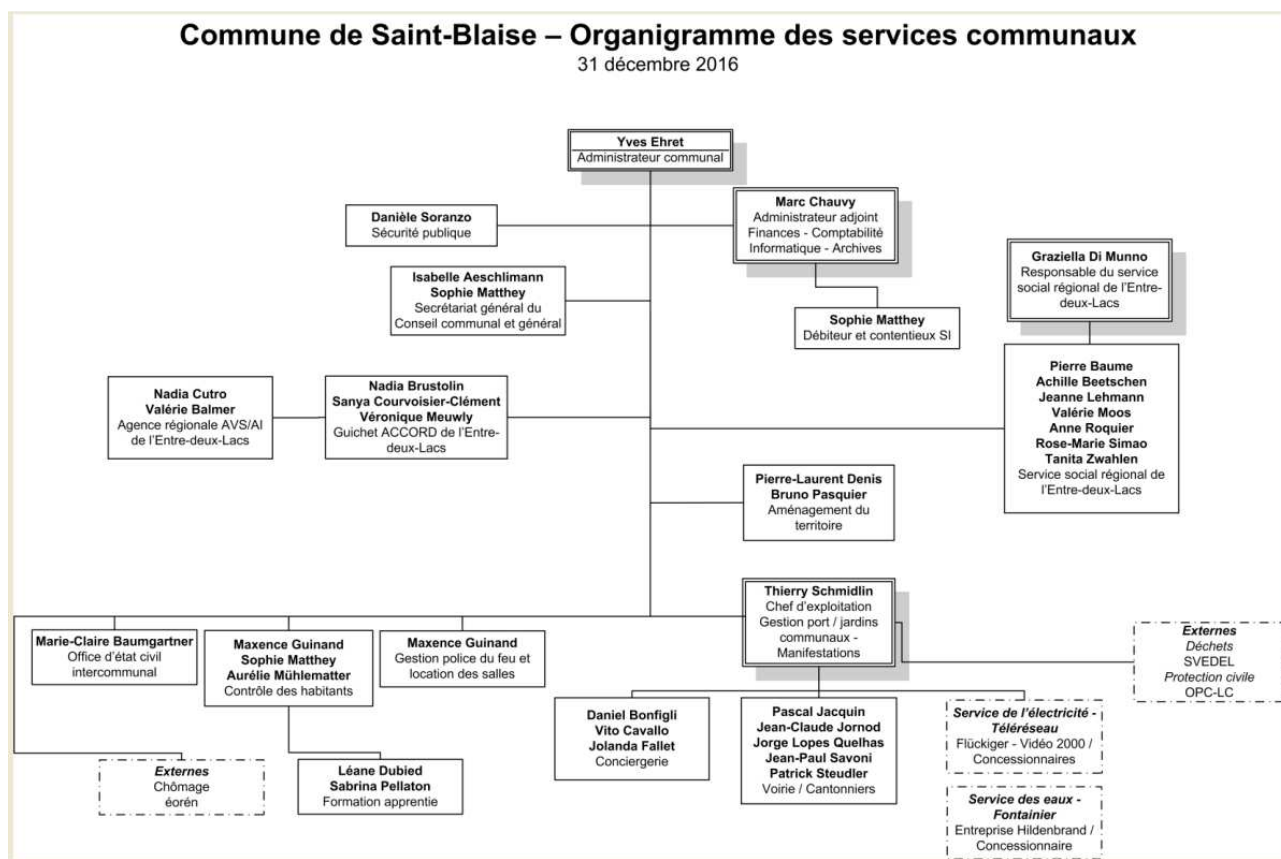 Commune de Saint-Blaise – Organigramme des services communaux
31 décembre 2016
Yves Ehret
Administrateur communal
Danièle Soranzo
Sécurité publique
Marc Chauvy
Administrateur adjoint
Finances - Comptabilité
Informatique - Archives
Graziella Di Munno
Responsable du service
social régional de l'Entre-
deux-Lacs
Isabelle Aeschlimann
Sophie Matthey
Secrétariat général du
Conseil communal et général
Sophie Matthey
Débiteur et contentieux SI
Nadia Cutro
Valérie Balmer
Agence régionale AVS/AI
de l'Entre-deux-Lacs
Nadia Brustolin
Sanya Courvoisier-Clément
Véronique Meuwly
Guichet ACCORD de l'Entre-
deux-Lacs
Pierre Baume
Achille Beetschen
Jeanne Lehmann
Valérie Moos
Anne Roquier
Rose-Marie Simao
Tanita Zwahlen
Service social régional de
l'Entre-deux-Lacs
Pierre-Laurent Denis
Bruno Pasquier
Aménagement du
territoire
Thierry Schmidlin
Chef d'exploitation
Gestion port / jardins
communaux -
Manifestations
Marie-Claire Baumgartner
Office d'état civil
intercommunal
Maxence Guinand
Sophie Matthey
Aurélie Mühlematter
Contrôle des habitants
Maxence Guinand
Gestion police du feu et
location des salles
Externes
Déchets
SVEDEL
Protection civile
OPC-LC
Daniel Bonfigli
Vito Cavallo
Jolanda Fallet
Conciergerie
Pascal Jacquin
Jean-Claude Jornod
Jorge Lopes Quelhas
Jean-Paul Savoni
Patrick Steudler
Voirie / Cantonniers
Service de l'électricité -
Téléréseau
Flückiger - Vidéo 2000 /
Concessionnaires
Externes
Chômage
éorén
Léane Dubied
Sabrina Pellaton
Formation apprentie
Service des eaux -
Fontainier
Entreprise Hildenbrand /
Concessionnaire